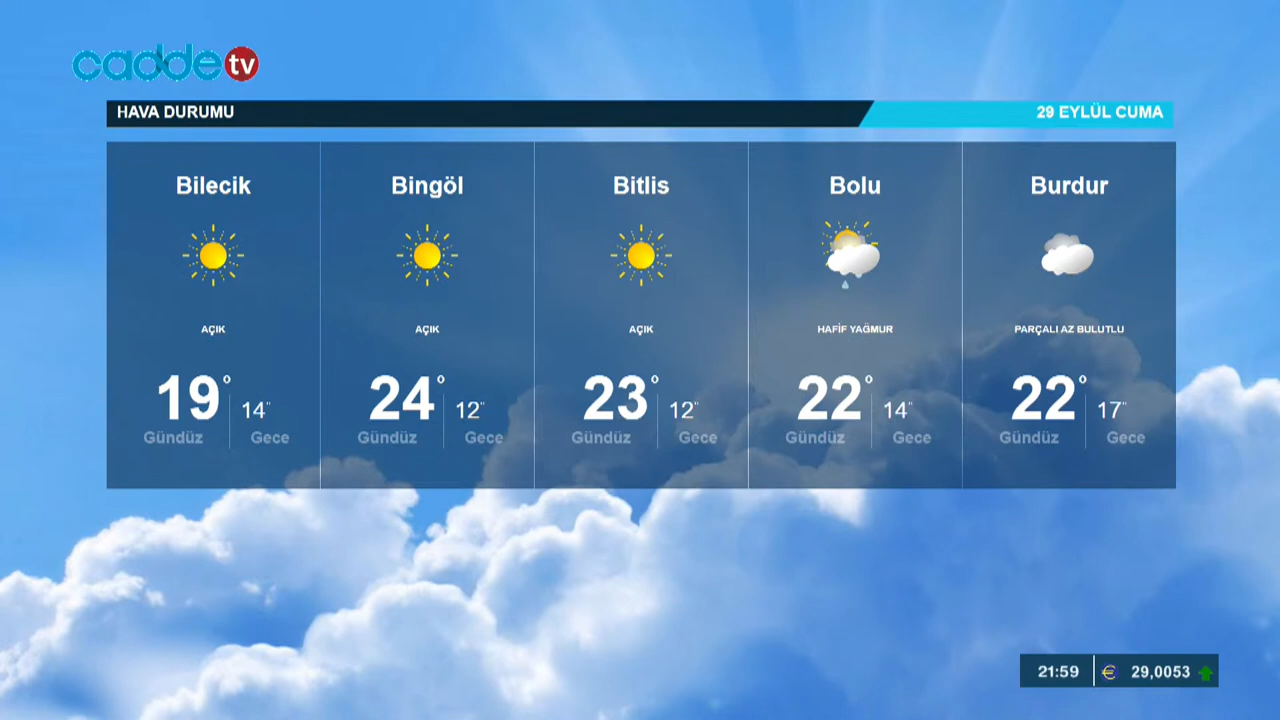 cadde tv
HAVA DURUMU
29 EYLÜL CUMA
Bilecik
AÇIK
19° 14°
Gündüz Gece
Bingöl
AÇIK
24° 12°
Gündüz Gece
Bitlis
AÇIK
23° 12°
Gündüz Gece
Bolu
HAFİF YAĞMUR
22° 14°
Gündüz Gece
Burdur
PARÇALI AZ BULUTLU
22° 17°
Gündüz Gece
21:59 € 29,0053